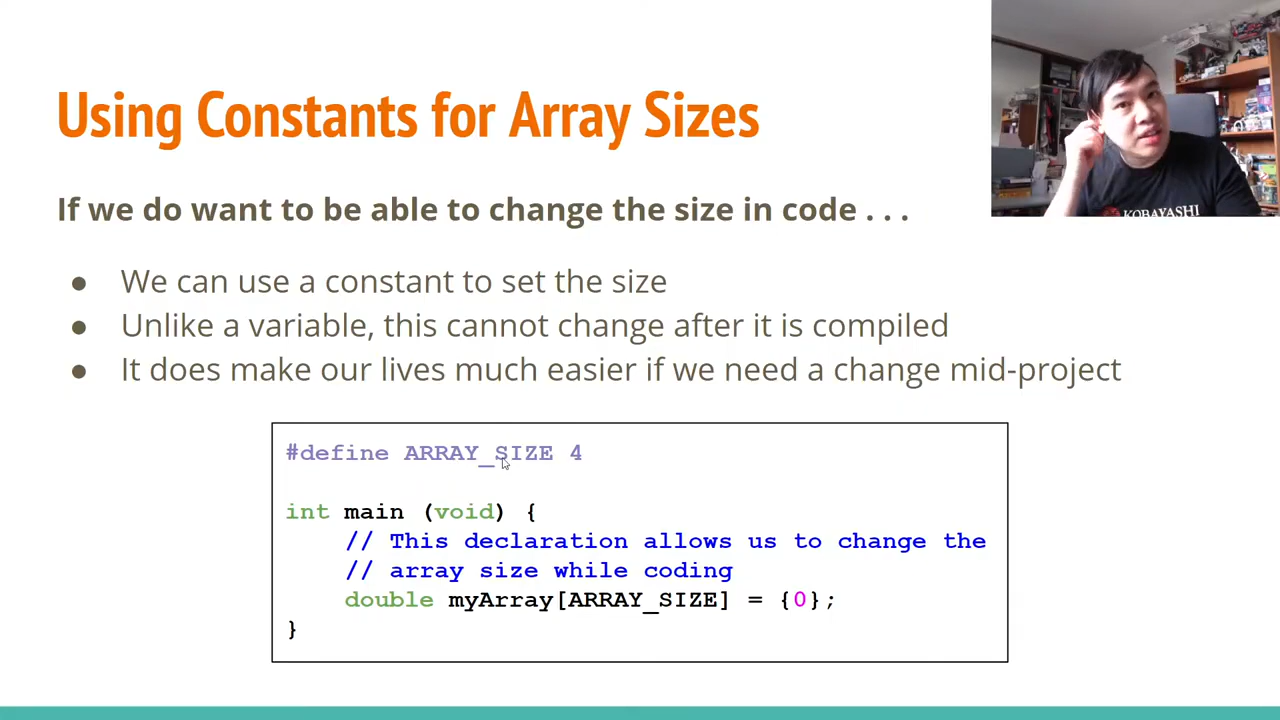 Using Constants for Array Sizes
If we do want to be able to change the size in code . . .
● We can use a constant to set the size
● Unlike a variable, this cannot change after it is compiled
● It does make our lives much easier if we need a change mid-project
#define ARRAY_SIZE 4
int main (void) {
// This declaration allows us to change the
// array size while coding
double myArray[ARRAY_SIZE] = {0};
}
KOBAYASHI